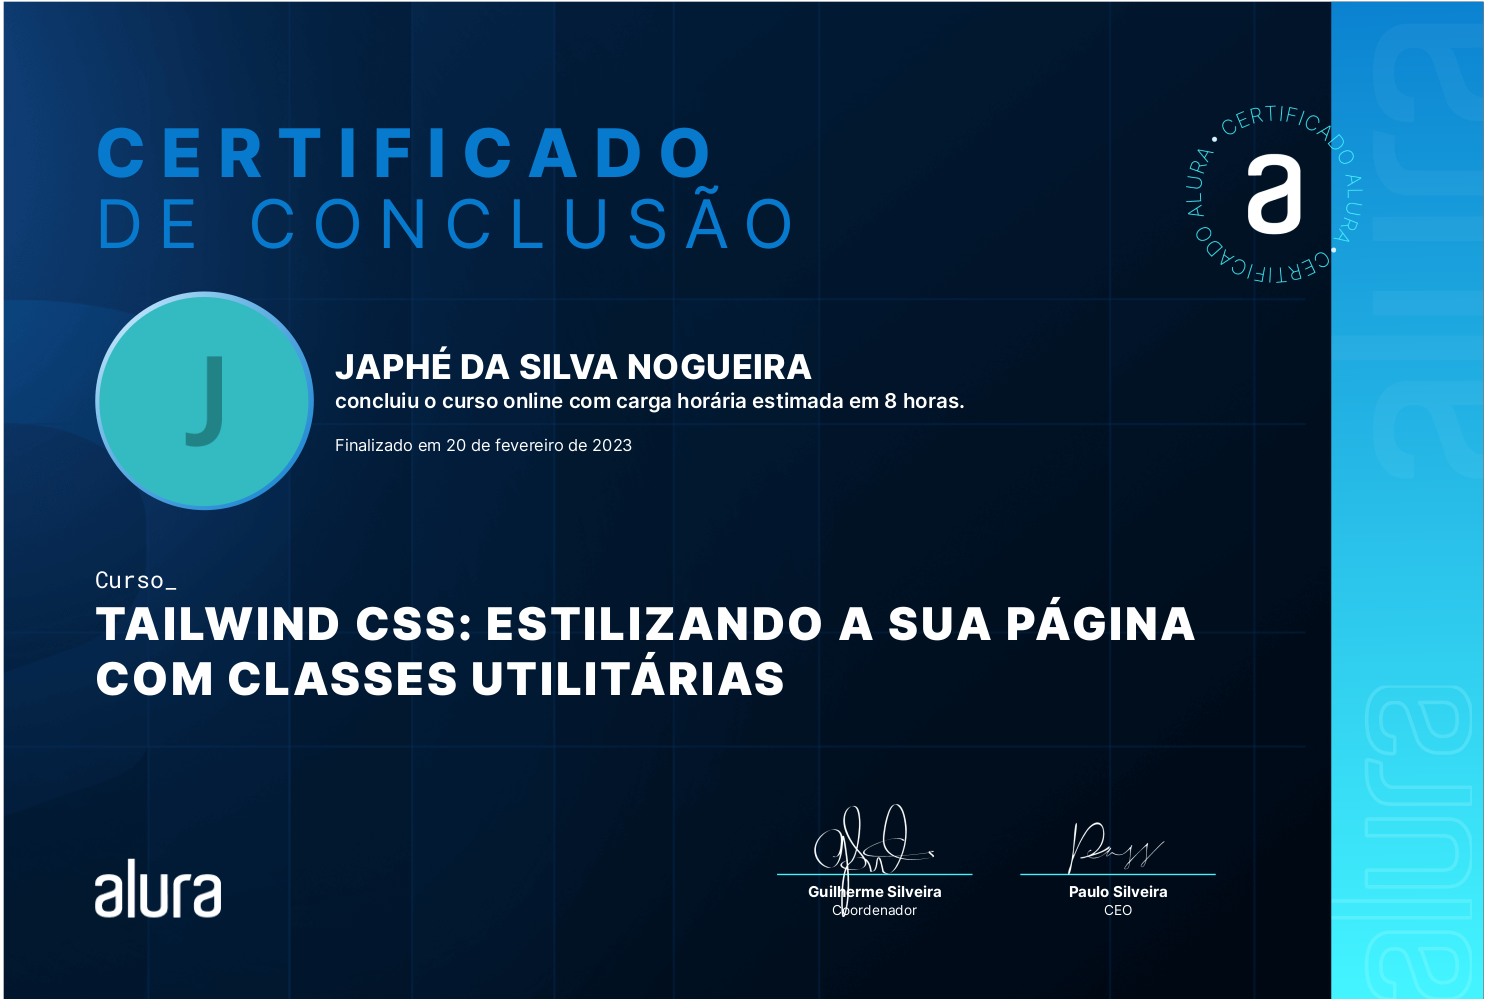 CERTIFICADO
DE CONCLUSÃO
CERTIFICADO ALURA • CERTIFICADO ALURA •
a
J
JAPHÉ DA SILVA NOGUEIRA
concluiu o curso online com carga horária estimada em 8 horas.
Finalizado em 20 de fevereiro de 2023
Curso_
TAILWIND CSS: ESTILIZANDO A SUA PÁGINA
COM CLASSES UTILITÁRIAS
alura
Guilherme Silveira
Coordenador
Paulo Silveira
CEO
alura
alura